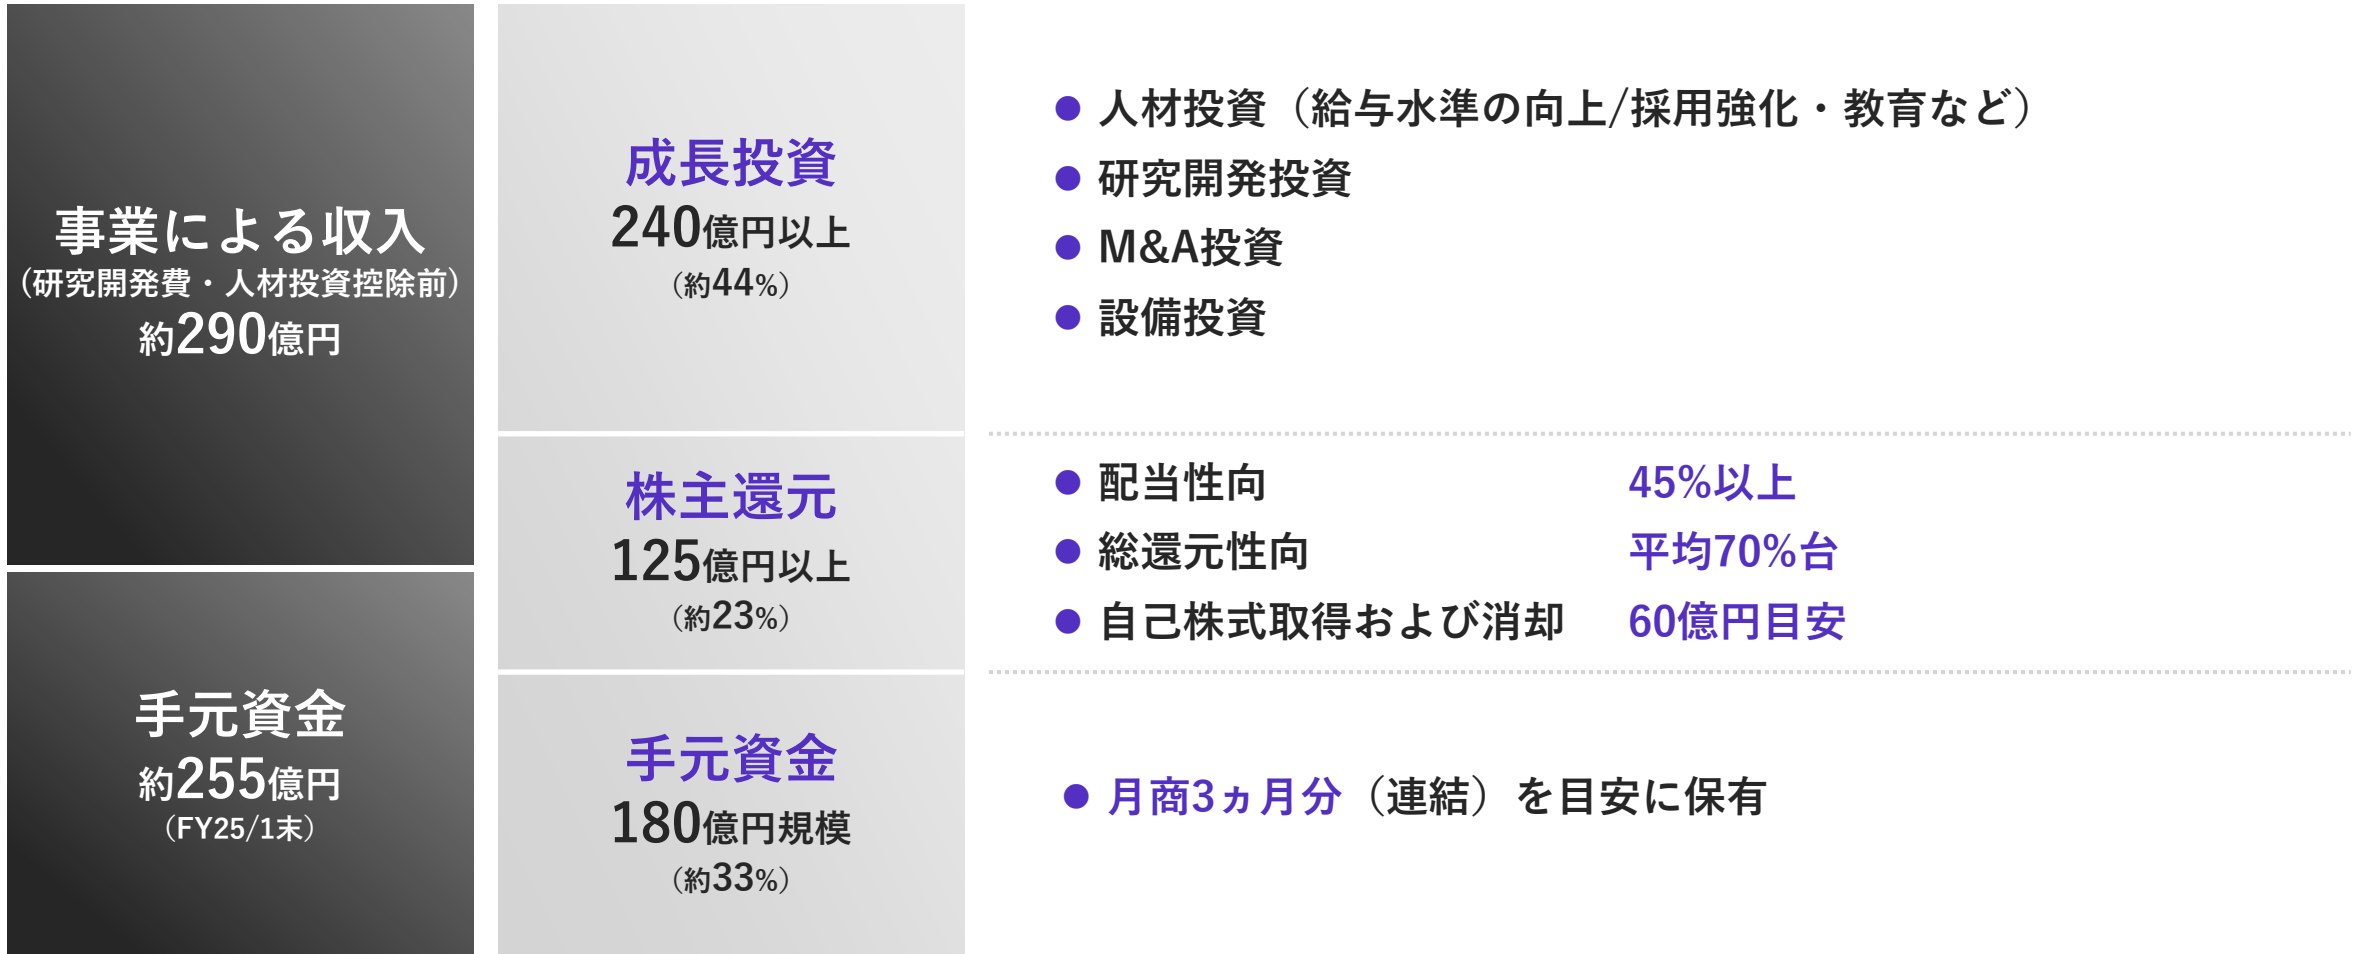 事業による収入
(研究開発費・人材投資控除前)
約290億円
手元資金
約255億円
（FY25/1末）
成長投資
240億円以上
（約44%）
株主還元
125億円以上
（約23%）
手元資金
180億円規模
（約33%）
● 人材投資（給与水準の向上/採用強化・教育など）
● 研究開発投資
● M&A投資
● 設備投資
● 配当性向 45%以上
● 総還元性向 平均70%台
● 自己株式取得および消却 60億円目安
● 月商3ヵ月分（連結）を目安に保有